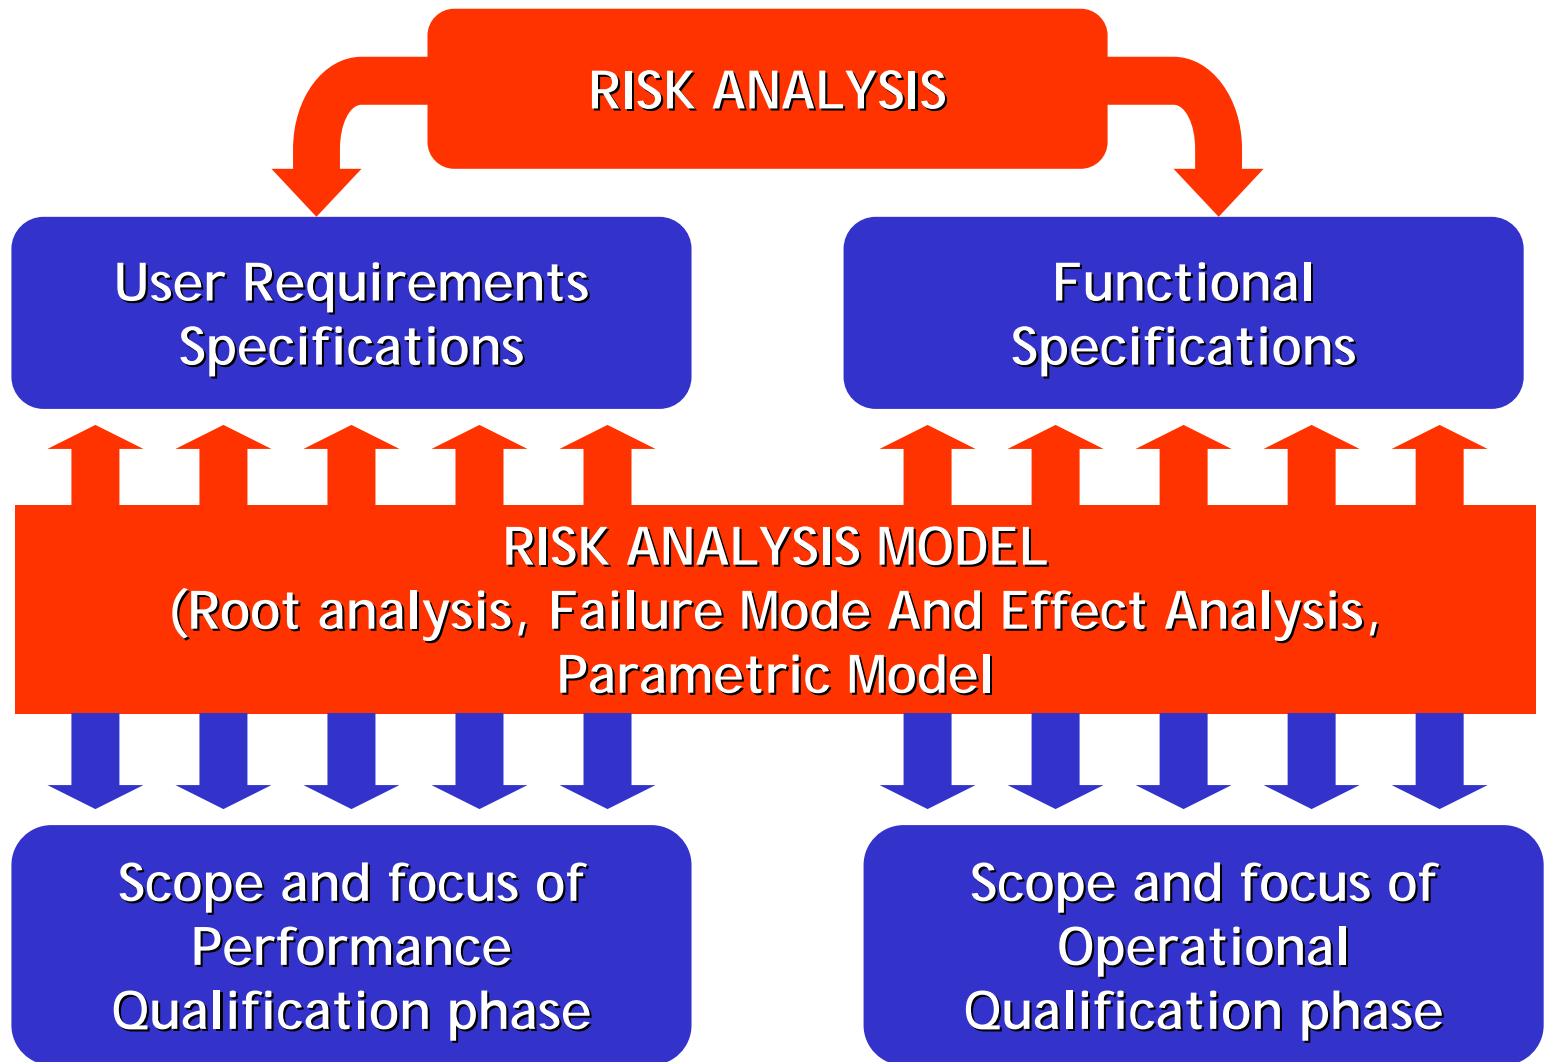 RISK ANALYSIS
User Requirements
Specifications
Functional
Specifications
RISK ANALYSIS MODEL
(Root analysis, Failure Mode And Effect Analysis,
Parametric Model
Scope and focus of
Performance
Qualification phase
Scope and focus of
Operational
Qualification phase